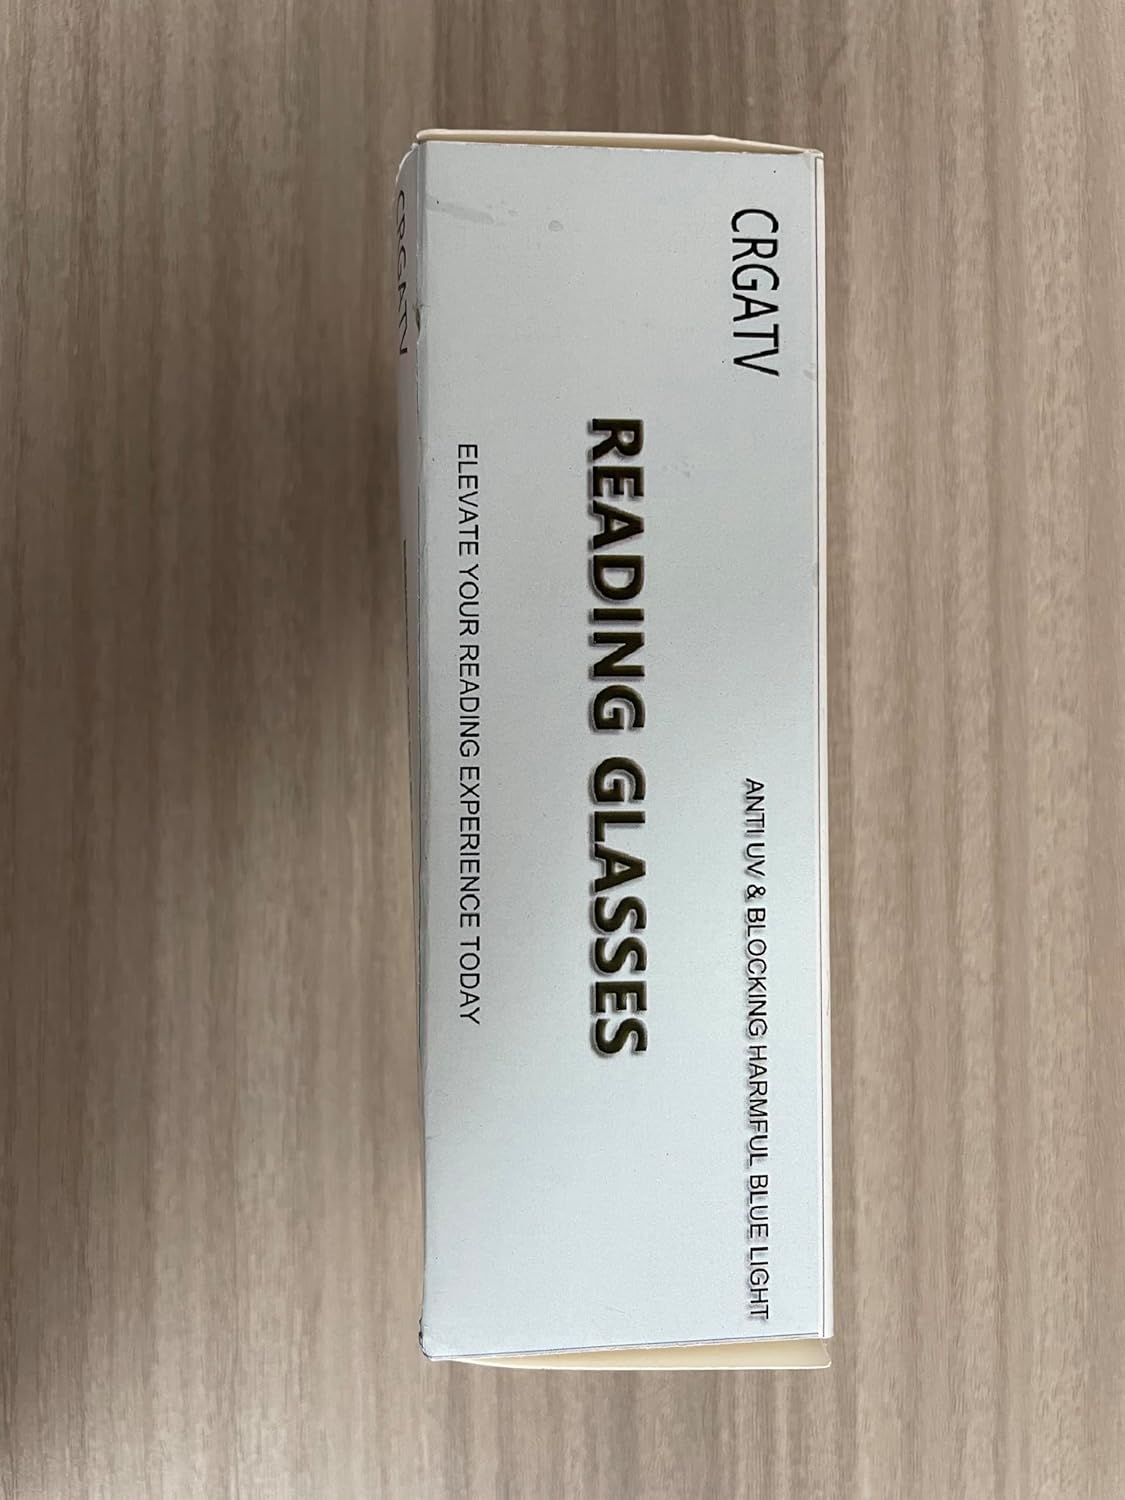 CRGATV
ANTI UV & BLOCKING HARMFUL BLUE LIGHT
READING GLASSES
ELEVATE YOUR READING EXPERIENCE TODAY
CRGATV